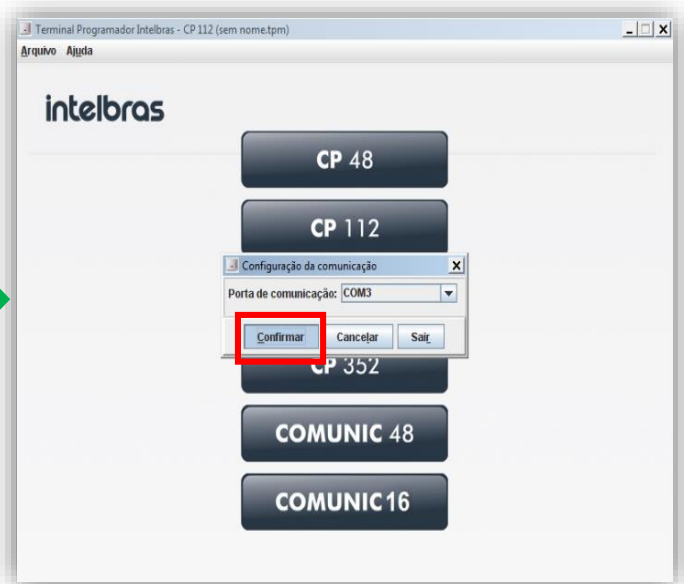 Terminal Programador Intelbras - CP 112 (sem nome.tpm)
Arquivo Ajuda
intelbras
CP 48
CP 112
Configuração da comunicação
Porta de comunicação: COM3
Confirmar Cancelar Sair
CP 352
COMUNIC 48
COMUNIC 16